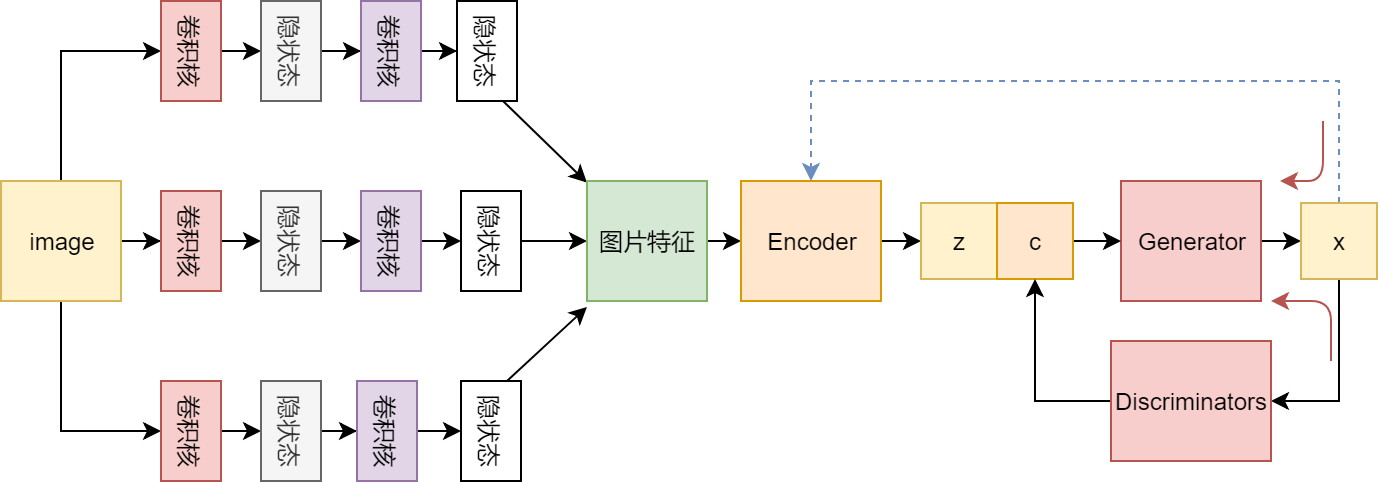 卷积核
隐状态
卷积核
隐状态
image
卷积核
隐状态
卷积核
隐状态
图片特征
Encoder
z
c
Generator
x
卷积核
隐状态
卷积核
隐状态
Discriminators